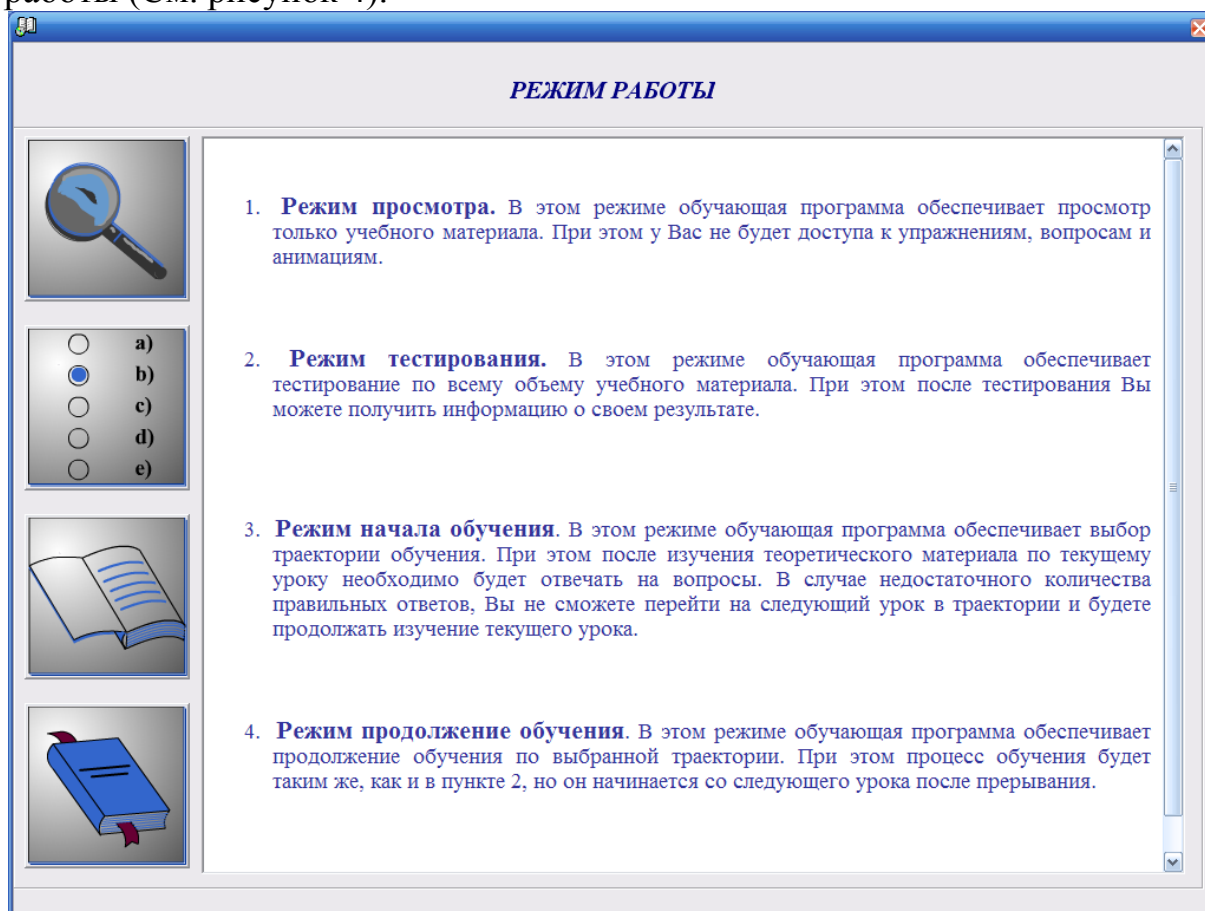 работы (См. рисунок 4).
РЕЖИМ РАБОТЫ
1. Режим просмотра. В этом режиме обучающая программа обеспечивает просмотр
только учебного материала. При этом у Вас не будет доступа к упражнениям, вопросам и
анимациям.
a)
b)
c)
d)
e)
2. Режим тестирования. В этом режиме обучающая программа обеспечивает
тестирование по всему объему учебного материала. При этом после тестирования Вы
можете получить информацию о своем результате.
3. Режим начала обучения. В этом режиме обучающая программа обеспечивает выбор
траектории обучения. При этом после изучения теоретического материала по текущему
уроку необходимо будет отвечать на вопросы. В случае недостаточного количества
правильных ответов, Вы не сможете перейти на следующий урок в траектории и будете
продолжать изучение текущего урока.
4. Режим продолжение обучения. В этом режиме обучающая программа обеспечивает
продолжение обучения по выбранной траектории. При этом процесс обучения будет
таким же, как и в пункте 2, но он начинается со следующего урока после прерывания.